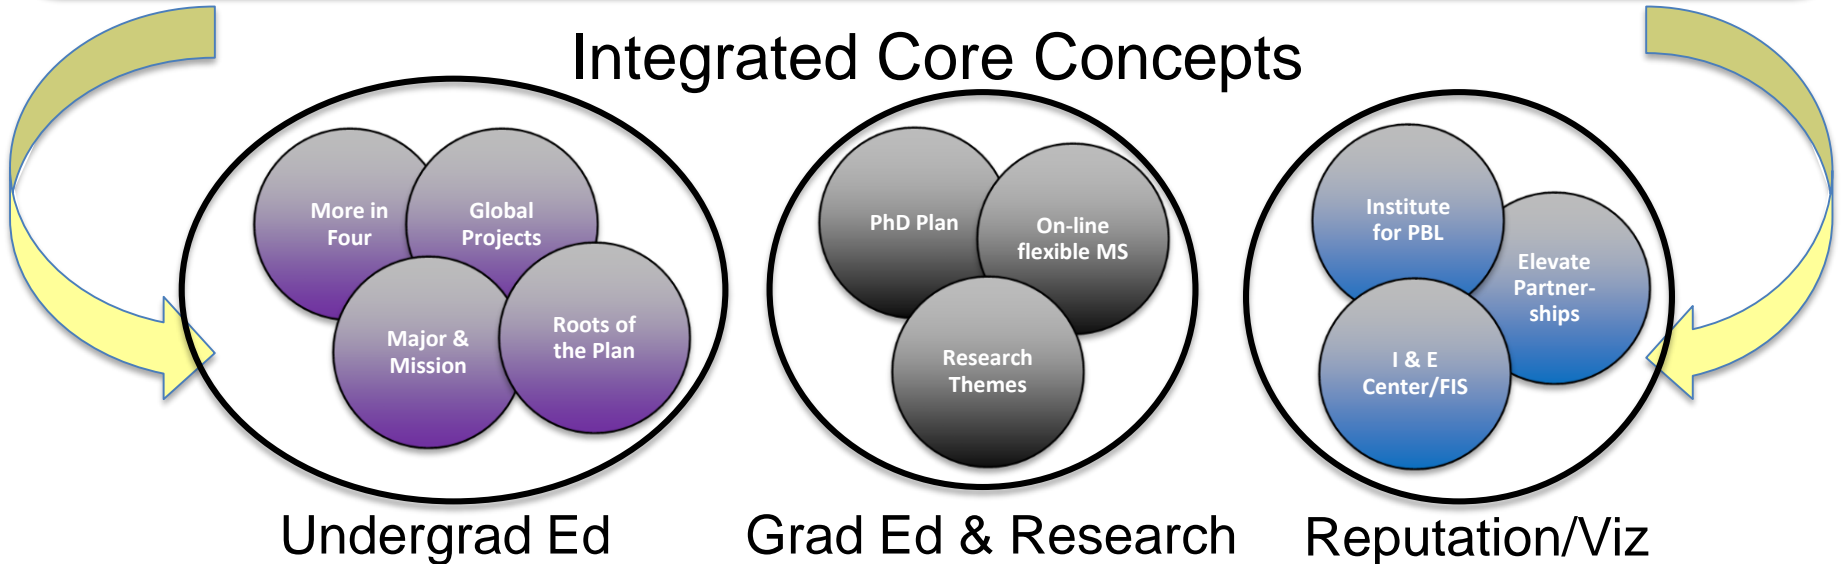 Integrated Core Concepts
More in
Four
Global
Projects
Major &
Mission
Roots of
the Plan
PhD Plan
On-line
flexible MS
Research
Themes
Institute
for PBL
Elevate
Partner-
ships
I & E
Center/FIS
Undergrad Ed
Grad Ed & Research
Reputation/Viz